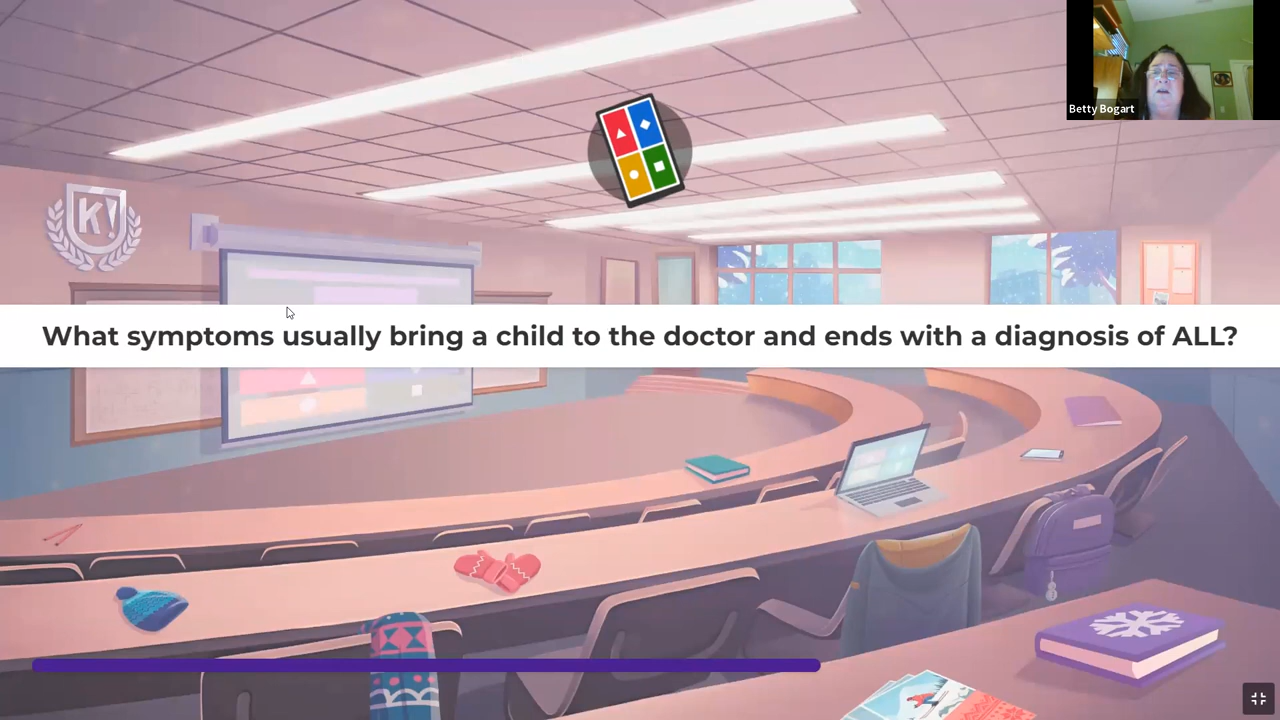 Betty Bogart
K!
What symptoms usually bring a child to the doctor and ends with a diagnosis of ALL?